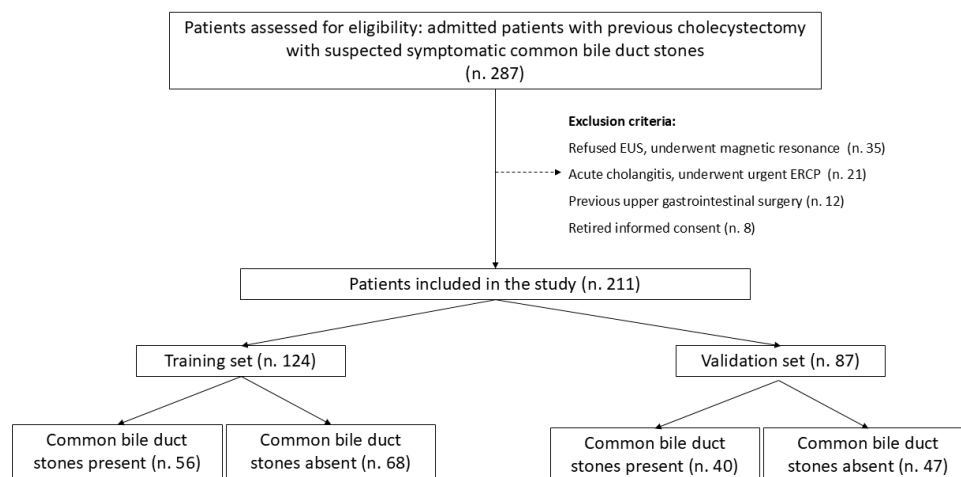 Patients assessed for eligibility: admitted patients with previous cholecystectomy
with suspected symptomatic common bile duct stones
(n. 287)
Exclusion criteria:
Refused EUS, underwent magnetic resonance (n. 35)
Acute cholangitis, underwent urgent ERCP (n. 21)
Previous upper gastrointestinal surgery (n. 12)
Retired informed consent (n. 8)
Patients included in the study (n. 211)
Training set (n. 124)
Validation set (n. 87)
Common bile duct
stones present (n. 56)
Common bile duct
stones absent (n. 68)
Common bile duct
stones present (n. 40)
Common bile duct
stones absent (n. 47)